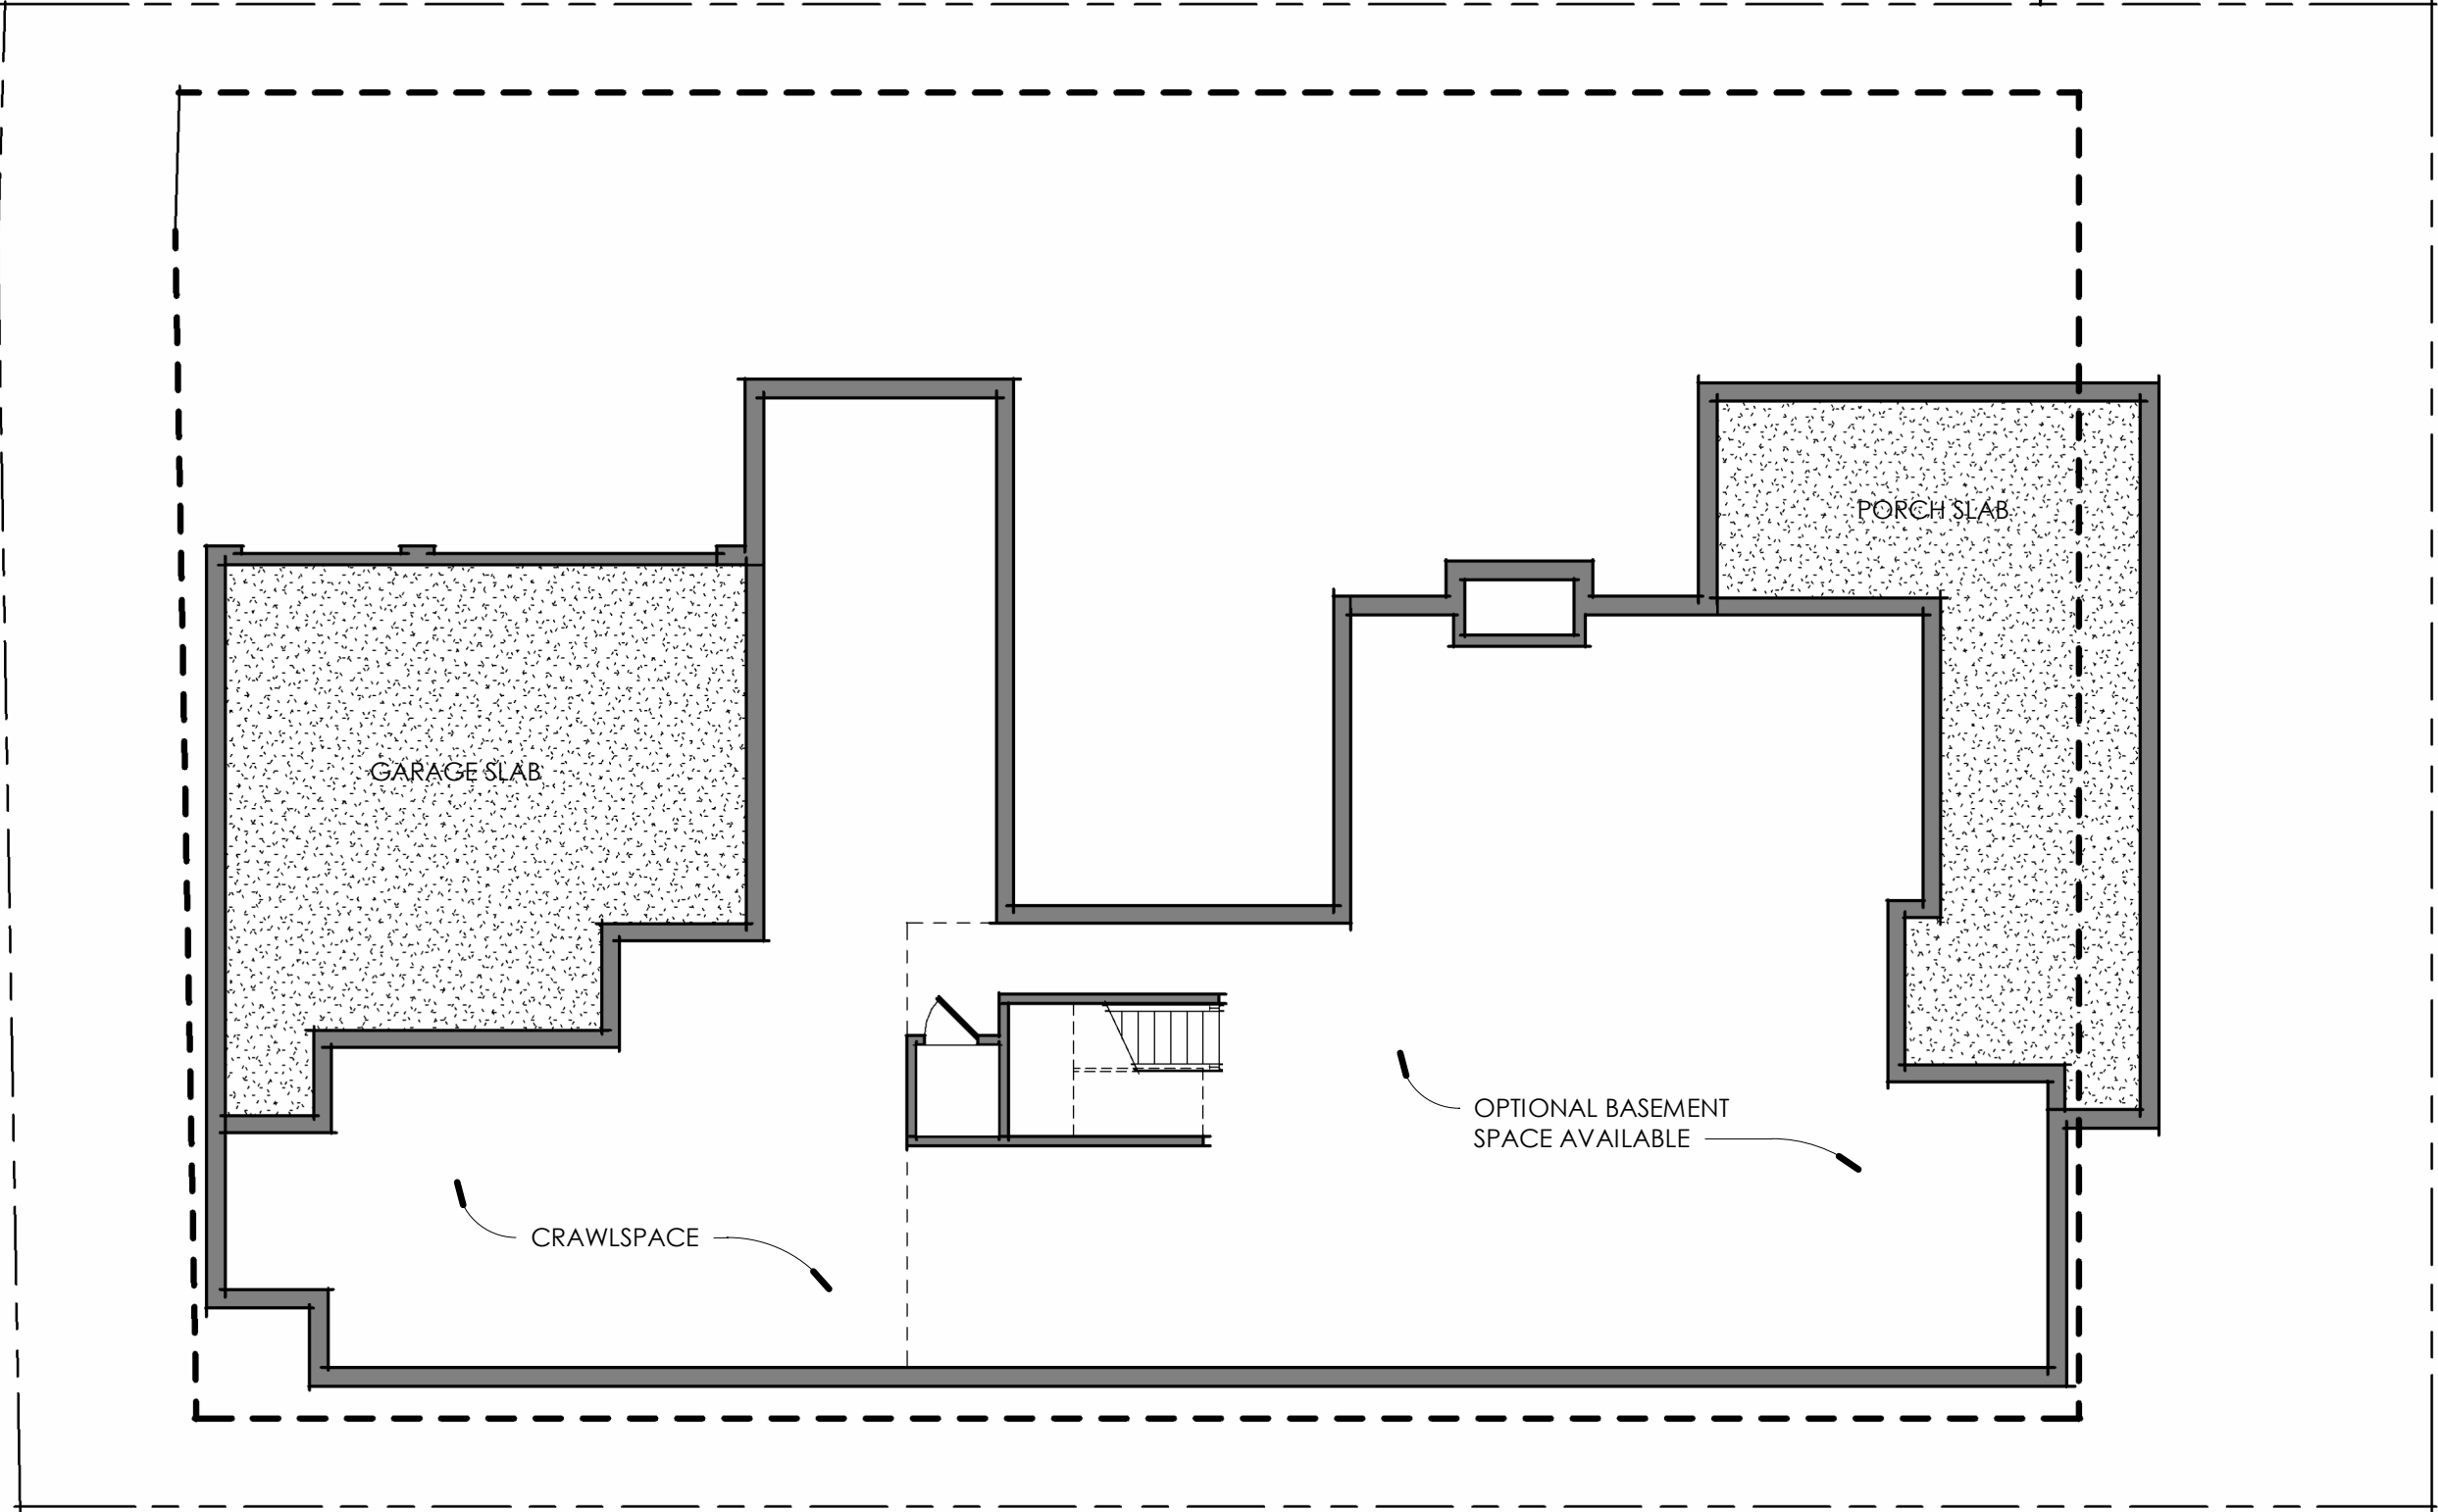 PORCH SLAB
GARAGE SLAB
OPTIONAL BASEMENT
SPACE AVAILABLE
CRAWLSPACE